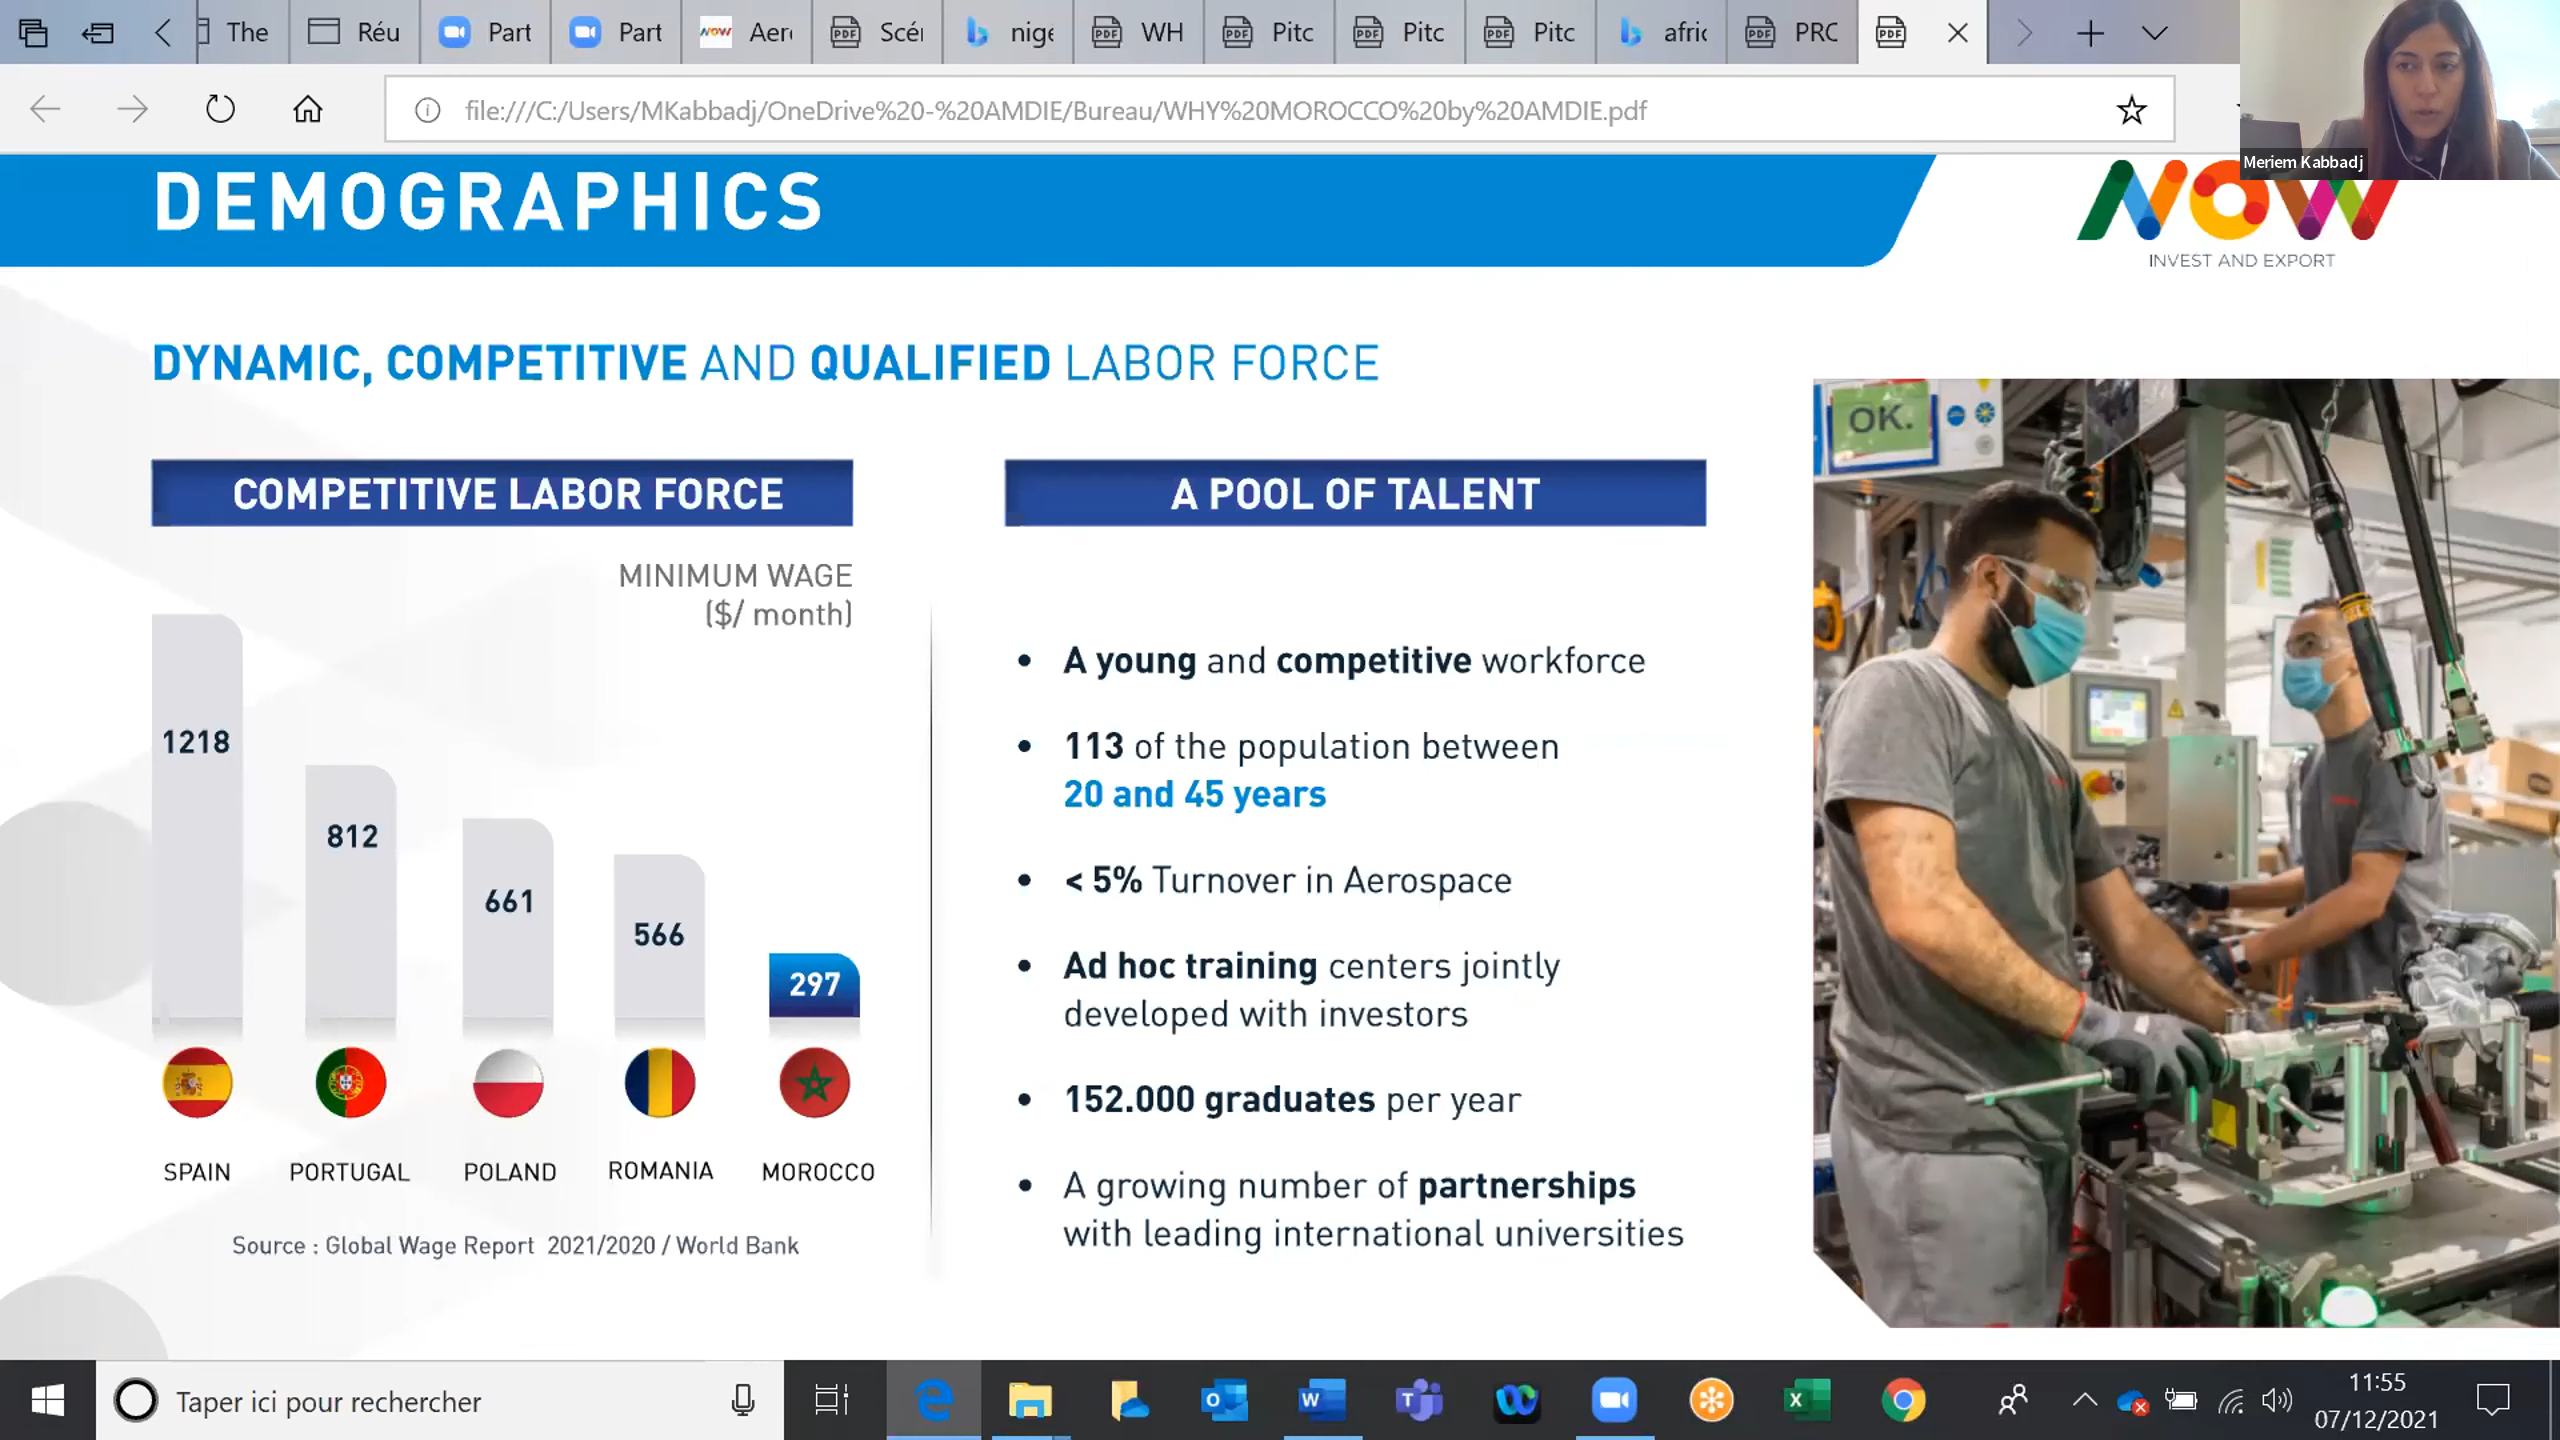 The
Réu
Part
Part
NOW
Aer
Scé
nig
WH
Pitc
Pitc
Pitc
afric
PRC
file:///C:/Users/MKabbadj/OneDrive%20-%20AMDIE/Bureau/WHY%20MOROCCO%20by%20AMDIE.pdf
Meriem Kabbadj
DEMOGRAPHICS
NOW
INVEST AND EXPORT
DYNAMIC, COMPETITIVE AND QUALIFIED LABOR FORCE
OK.
COMPETITIVE LABOR FORCE
MINIMUM WAGE
($/ month)
1218
812
661
566
297
SPAIN
PORTUGAL
POLAND
ROMANIA
MOROCCO
Source : Global Wage Report 2021/2020 / World Bank
A POOL OF TALENT
• A young and competitive workforce
• 113 of the population between
20 and 45 years
• < 5% Turnover in Aerospace
• Ad hoc training centers jointly
developed with investors
• 152.000 graduates per year
• A growing number of partnerships
with leading international universities
Taper ici pour rechercher
11:55
07/12/2021